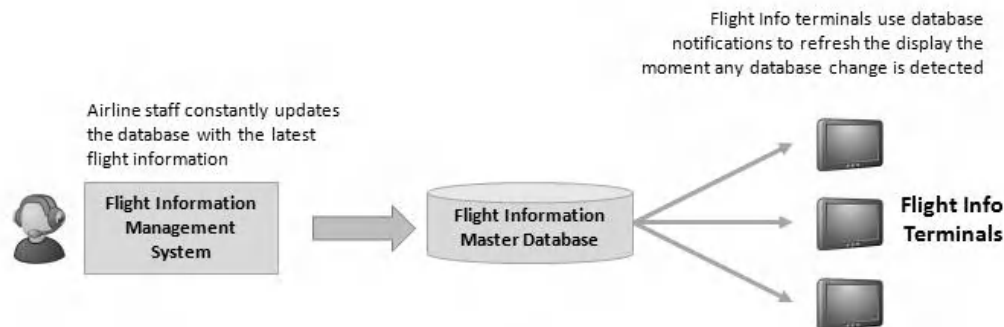 Flight Info terminals use database
notifications to refresh the display the
moment any database change is detected
Airline staff constantly updates
the database with the latest
flight information
Flight Information
Management
System
Flight Information
Master Database
Flight Info
Terminals